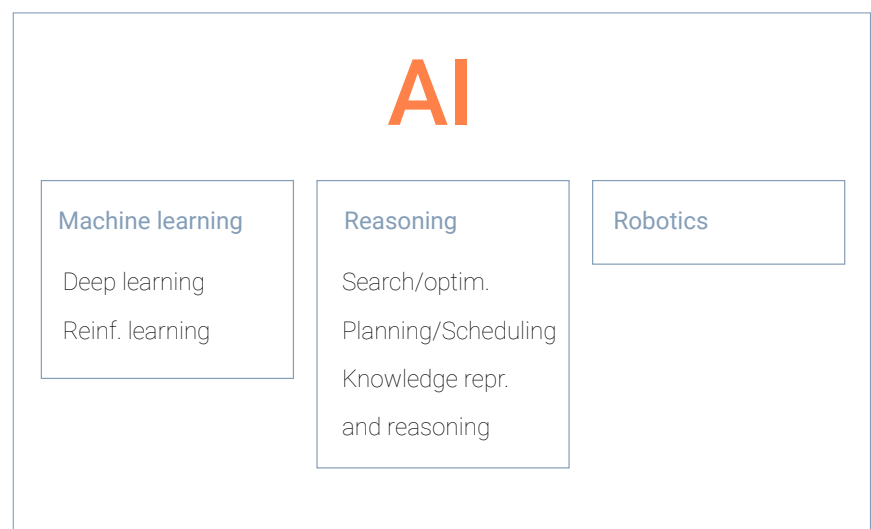 AI
Machine learning
Deep learning
Reinf. learning
Reasoning
Search/optim.
Planning/Scheduling
Knowledge repr.
and reasoning
Robotics